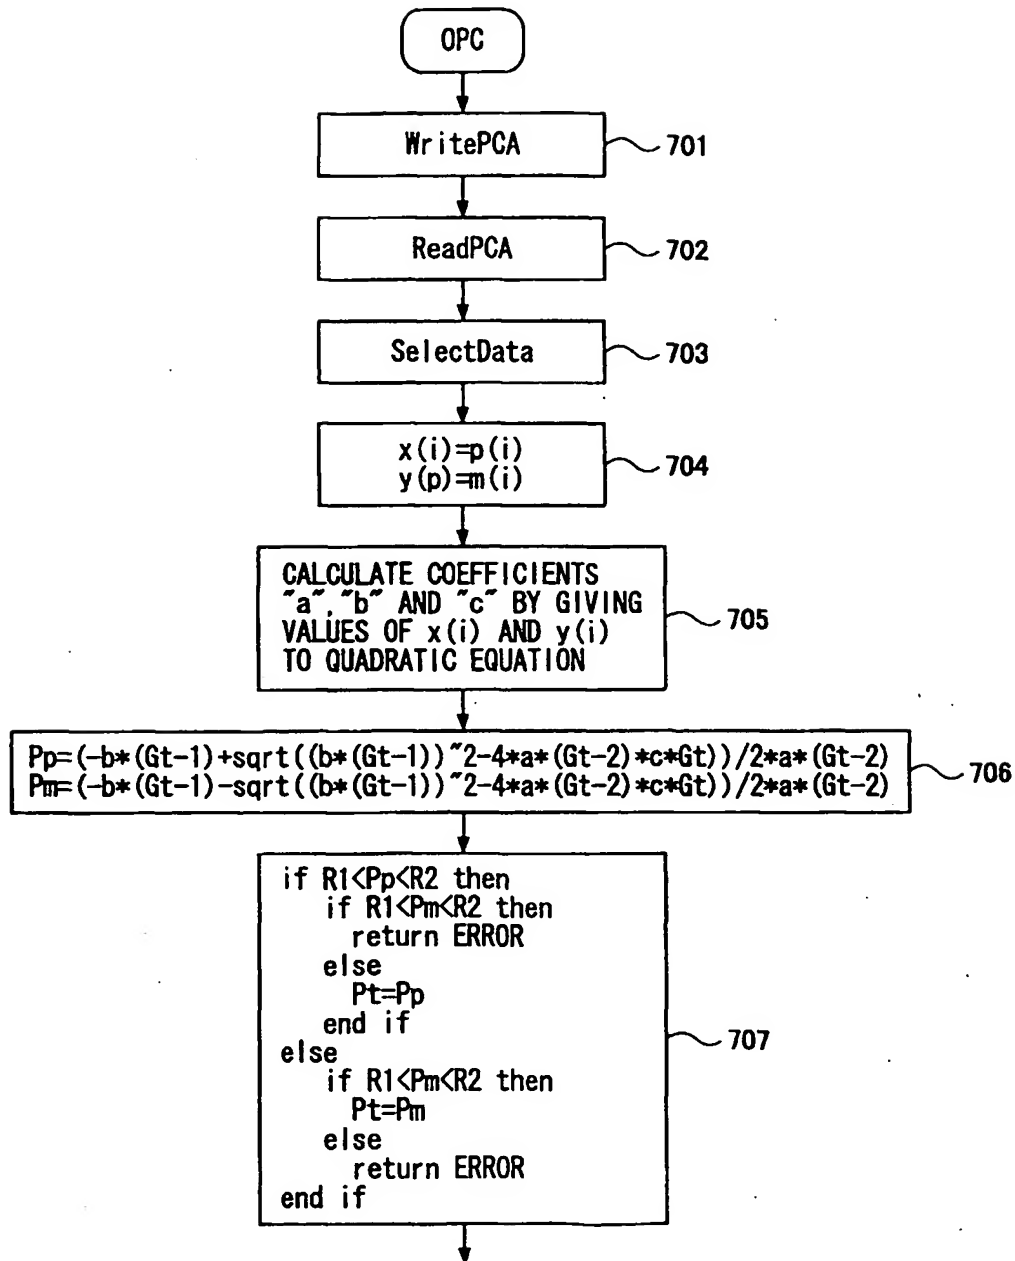 OPC
WritePCA
701
ReadPCA
702
SelectData
703
x(i)=p(i)
y(p)=m(i)
704
CALCULATE COEFFICIENTS
"a","b" AND "c" BY GIVING
VALUES OF x(i) AND y(i)
TO QUADRATIC EQUATION
705
Pp=(-b*(Gt-1)+sqrt((b*(Gt-1))"2-4*a*(Gt-2)*c*Gt))/2*a*(Gt-2)
Pm=(-b*(Gt-1)-sqrt((b*(Gt-1))"2-4*a*(Gt-2)*c*Gt))/2*a*(Gt-2)
706
if R1<Pp<R2 then
if R1<Pm<R2 then
return ERROR
else
Pt=Pp
end if
else
if R1<Pm<R2 then
Pt=Pm
else
return ERROR
end if
707